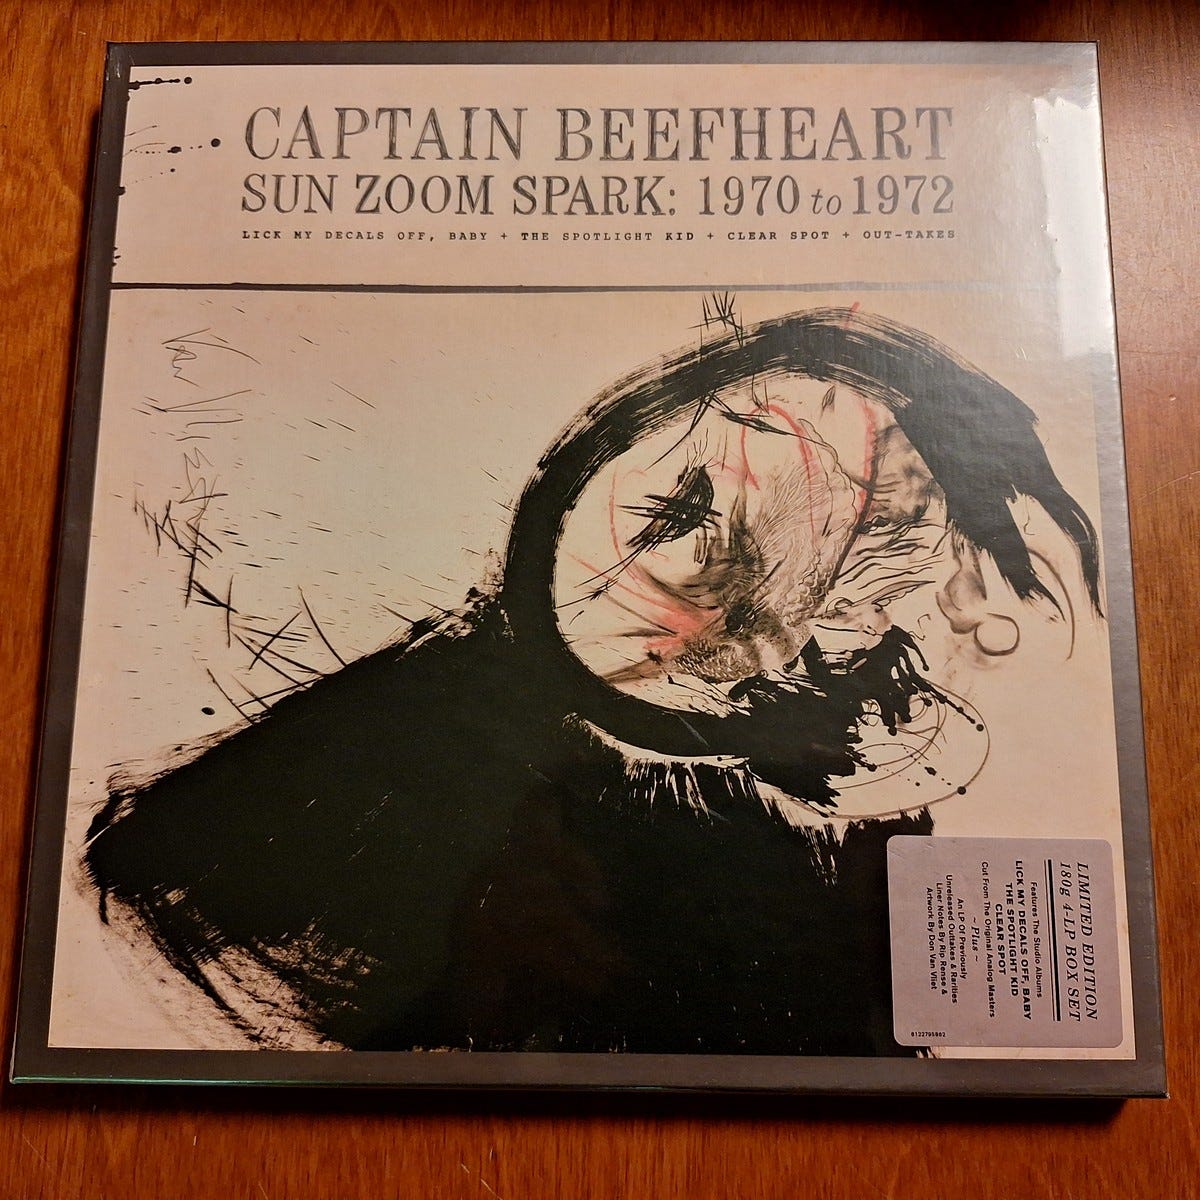 CAPTAIN BEEFHEART
SUN ZOOM SPARK: 1970 to 1972
LICK MY DECALS OFF, BABY + THE SPOTLIGHT KID + CLEAR SPOT + OUT-TAKES
Van Vliet
LIMITED EDITION
180g 4-LP BOX SET
Features The Studio Albums
LICK MY DECALS OFF, BABY
THE SPOTLIGHT KID
CLEAR SPOT
Cut From The Original Analog Masters
~ Plus ~
An LP Of Previously
Unreleased Outtakes & Rarities
Liner Notes By Rip Rense &
Artwork By Don Van Vliet